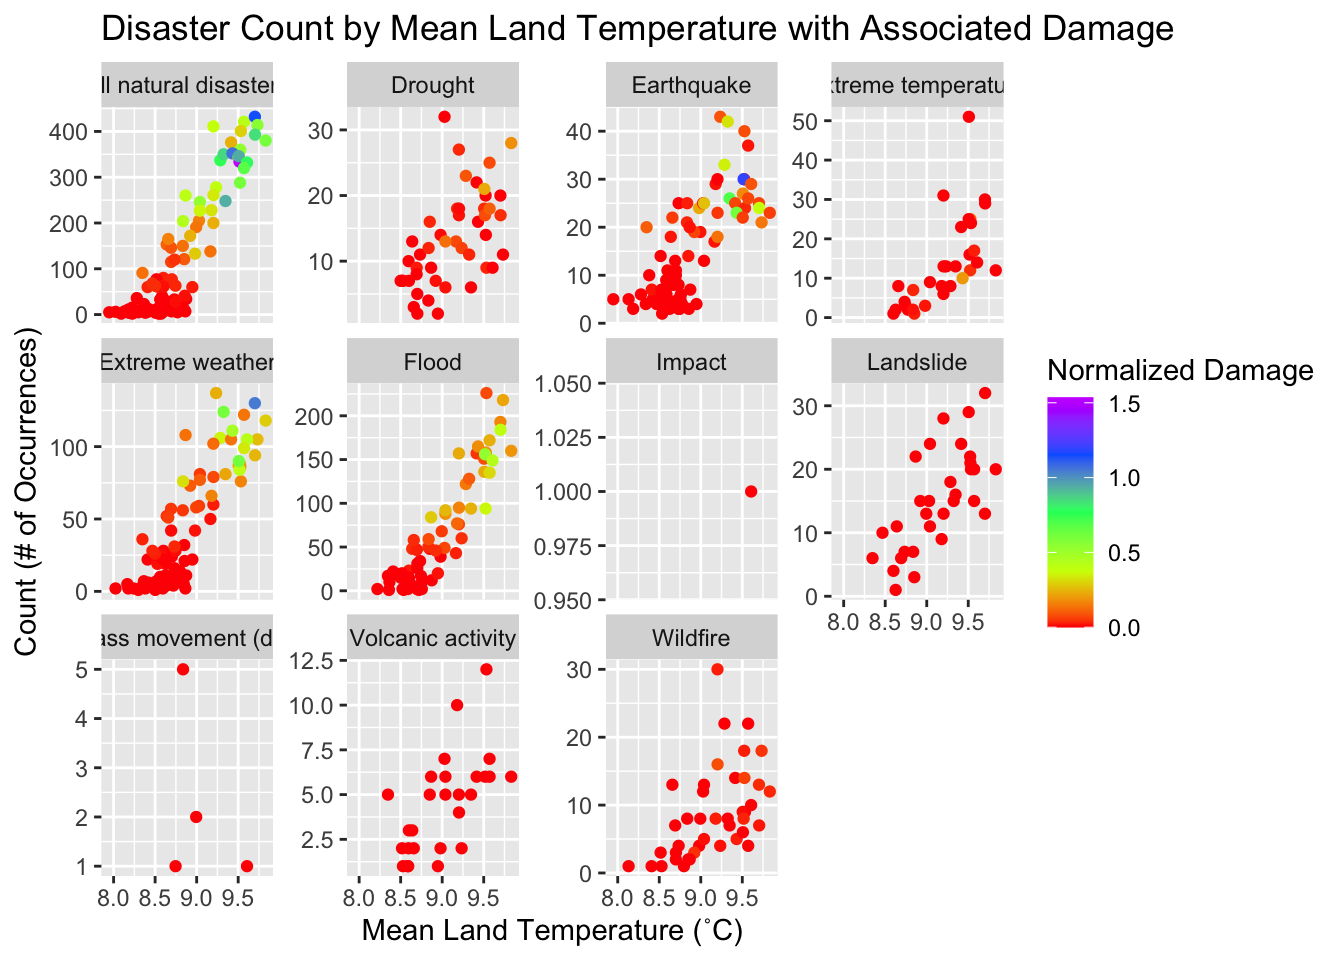 Disaster Count by Mean Land Temperature with Associated Damage
ll natural disaster
Drought
Earthquake
xtreme temperatu
400
300
200
100
0
30
20
10
40
30
20
10
0
50
40
30
20
10
0
Extreme weather
Flood
Impact
Landslide
100
50
0
200
150
100
50
0
1.050
1.025
1.000
0.975
0.950
30
20
10
0
8.0 8.5 9.0 9.5
ass movement (d
Volcanic activity
Wildfire
5
4
3
2
1
12.5
10.0
7.5
5.0
2.5
30
20
10
0
8.0 8.5 9.0 9.5
8.0 8.5 9.0 9.5
8.0 8.5 9.0 9.5
Mean Land Temperature (˚C)
Count (# of Occurrences)
Normalized Damage
1.5
1.0
0.5
0.0